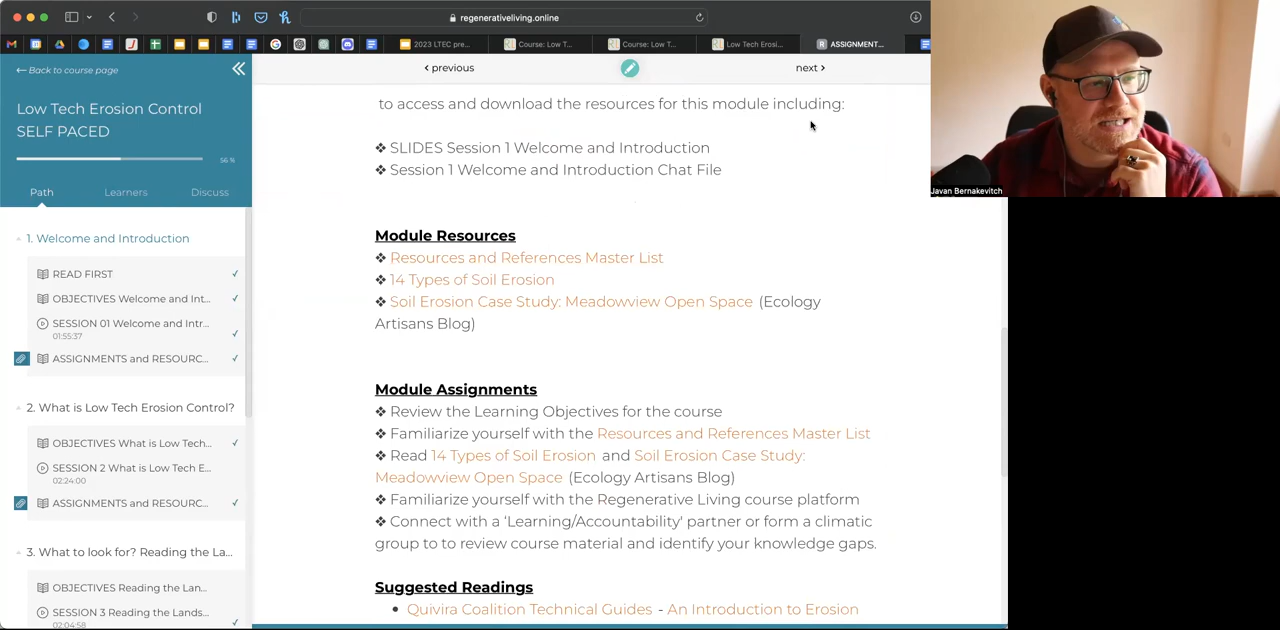 regenerativeliving.online
2023 LTEC pre...
Course: Low T...
Course: Low T...
Low Tech Erosi...
ASSIGNMENT...
← Back to course page
Low Tech Erosion Control
SELF PACED
56 %
Path Learners Discuss
1. Welcome and Introduction
READ FIRST
OBJECTIVES Welcome and Int...
SESSION 01 Welcome and Intr...
01:55:37
ASSIGNMENTS and RESOURC...
2. What is Low Tech Erosion Control?
OBJECTIVES What is Low Tech...
SESSION 2 What is Low Tech E...
02:24:00
ASSIGNMENTS and RESOURC...
3. What to look for? Reading the La...
OBJECTIVES Reading the Lan...
SESSION 3 Reading the Lands...
02:04:58
‹ previous
next ›
to access and download the resources for this module including:
❖ SLIDES Session 1 Welcome and Introduction
❖ Session 1 Welcome and Introduction Chat File
Module Resources
❖ Resources and References Master List
❖ 14 Types of Soil Erosion
❖ Soil Erosion Case Study: Meadowview Open Space (Ecology
Artisans Blog)
Module Assignments
❖ Review the Learning Objectives for the course
❖ Familiarize yourself with the Resources and References Master List
❖ Read 14 Types of Soil Erosion and Soil Erosion Case Study:
Meadowview Open Space (Ecology Artisans Blog)
❖ Familiarize yourself with the Regenerative Living course platform
❖ Connect with a ‘Learning/Accountability' partner or form a climatic
group to to review course material and identify your knowledge gaps.
Suggested Readings
• Quivira Coalition Technical Guides - An Introduction to Erosion
Javan Bernakevitch